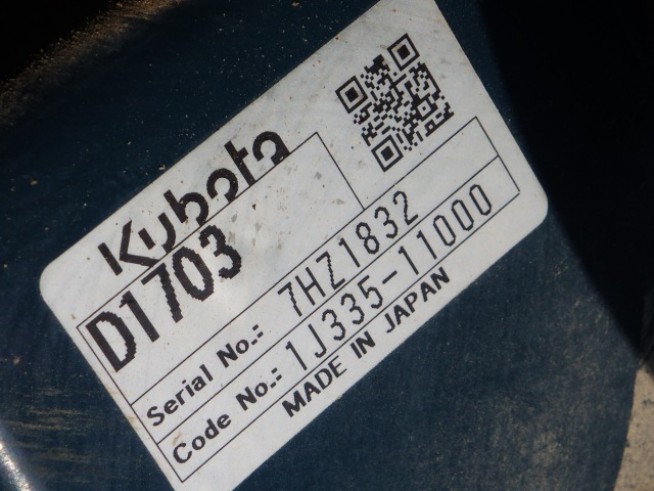 Kubota
D1703
Serial No.: 7HZ1832
Code No.: 1J335-11000
MADE IN JAPAN